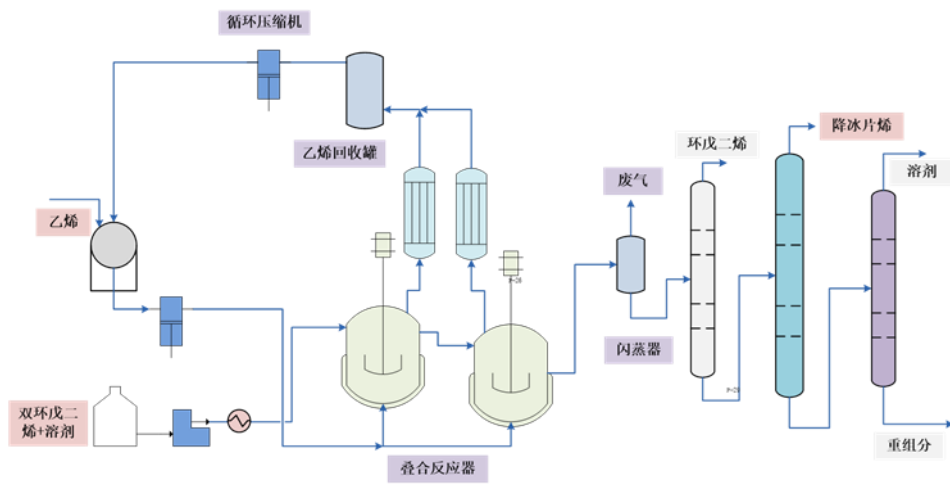 循环压缩机
乙烯回收罐
乙烯
双环戊二
烯+溶剂
叠合反应器
废气
闪蒸器
环戊二烯
降冰片烯
溶剂
重组分